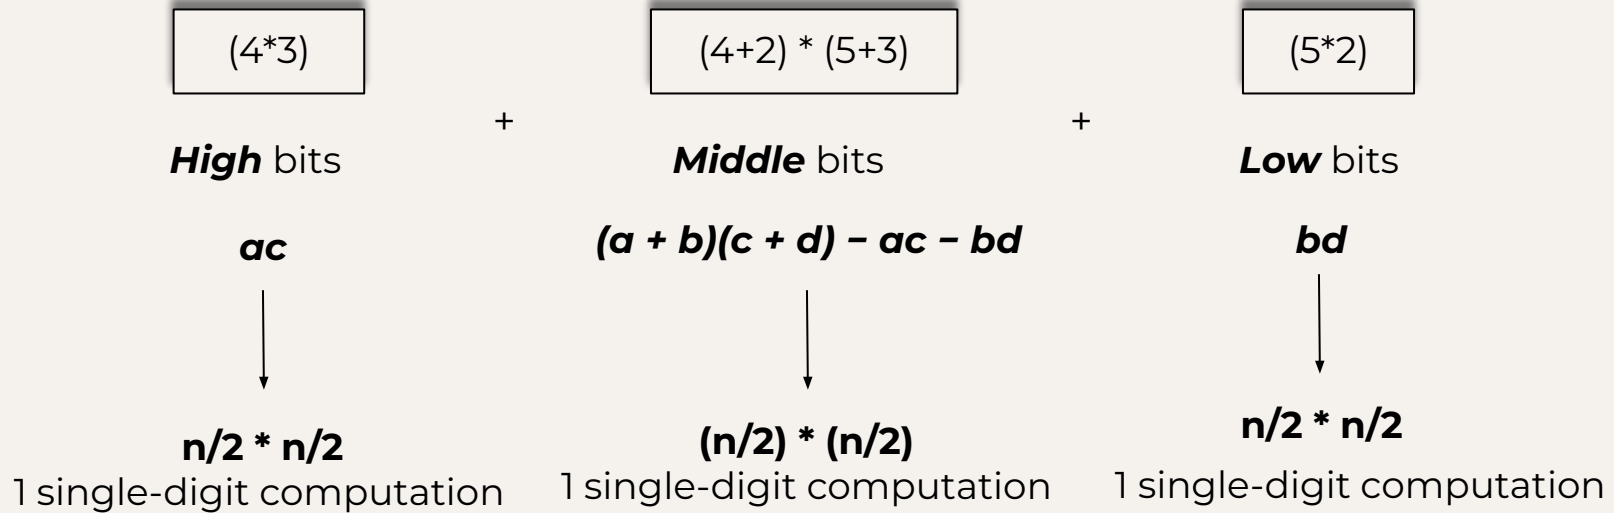 (4*3)
(4+2) * (5+3)
(5*2)
+
+
High bits
Middle bits
Low bits
ac
(a + b)(c + d) − ac − bd
bd
n/2 * n/2
(n/2) * (n/2)
n/2 * n/2
1 single-digit computation
1 single-digit computation
1 single-digit computation